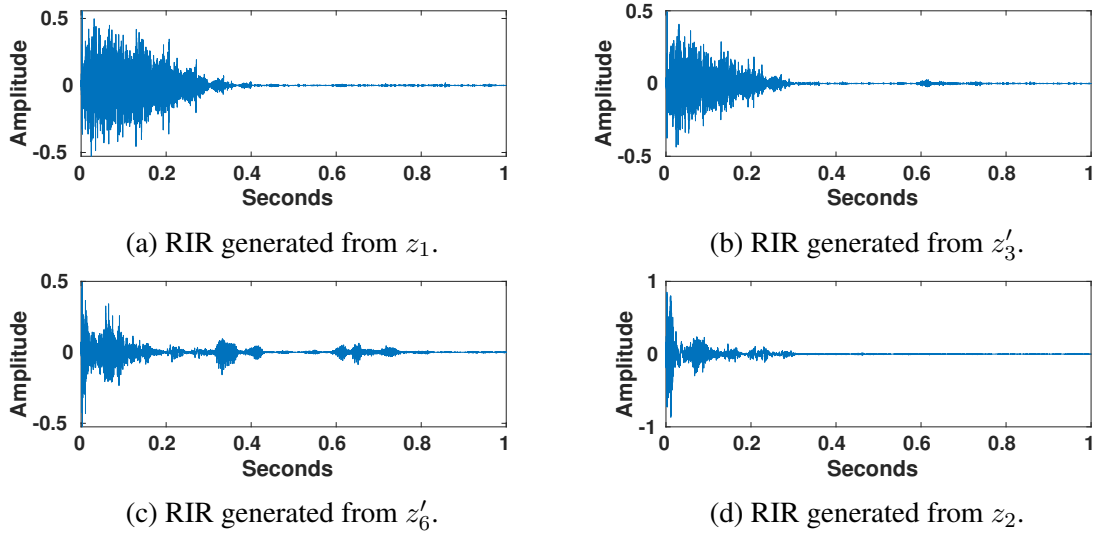 0.5
0
-0.5
Amplitude
0 0.2 0.4 0.6 0.8 1
Seconds
(a) RIR generated from z₁.
0.5
0
-0.5
Amplitude
0 0.2 0.4 0.6 0.8 1
Seconds
(b) RIR generated from z′₃.
0.5
0
-0.5
Amplitude
0 0.2 0.4 0.6 0.8 1
Seconds
(c) RIR generated from z′₆.
1
0
-1
Amplitude
0 0.2 0.4 0.6 0.8 1
Seconds
(d) RIR generated from z₂.